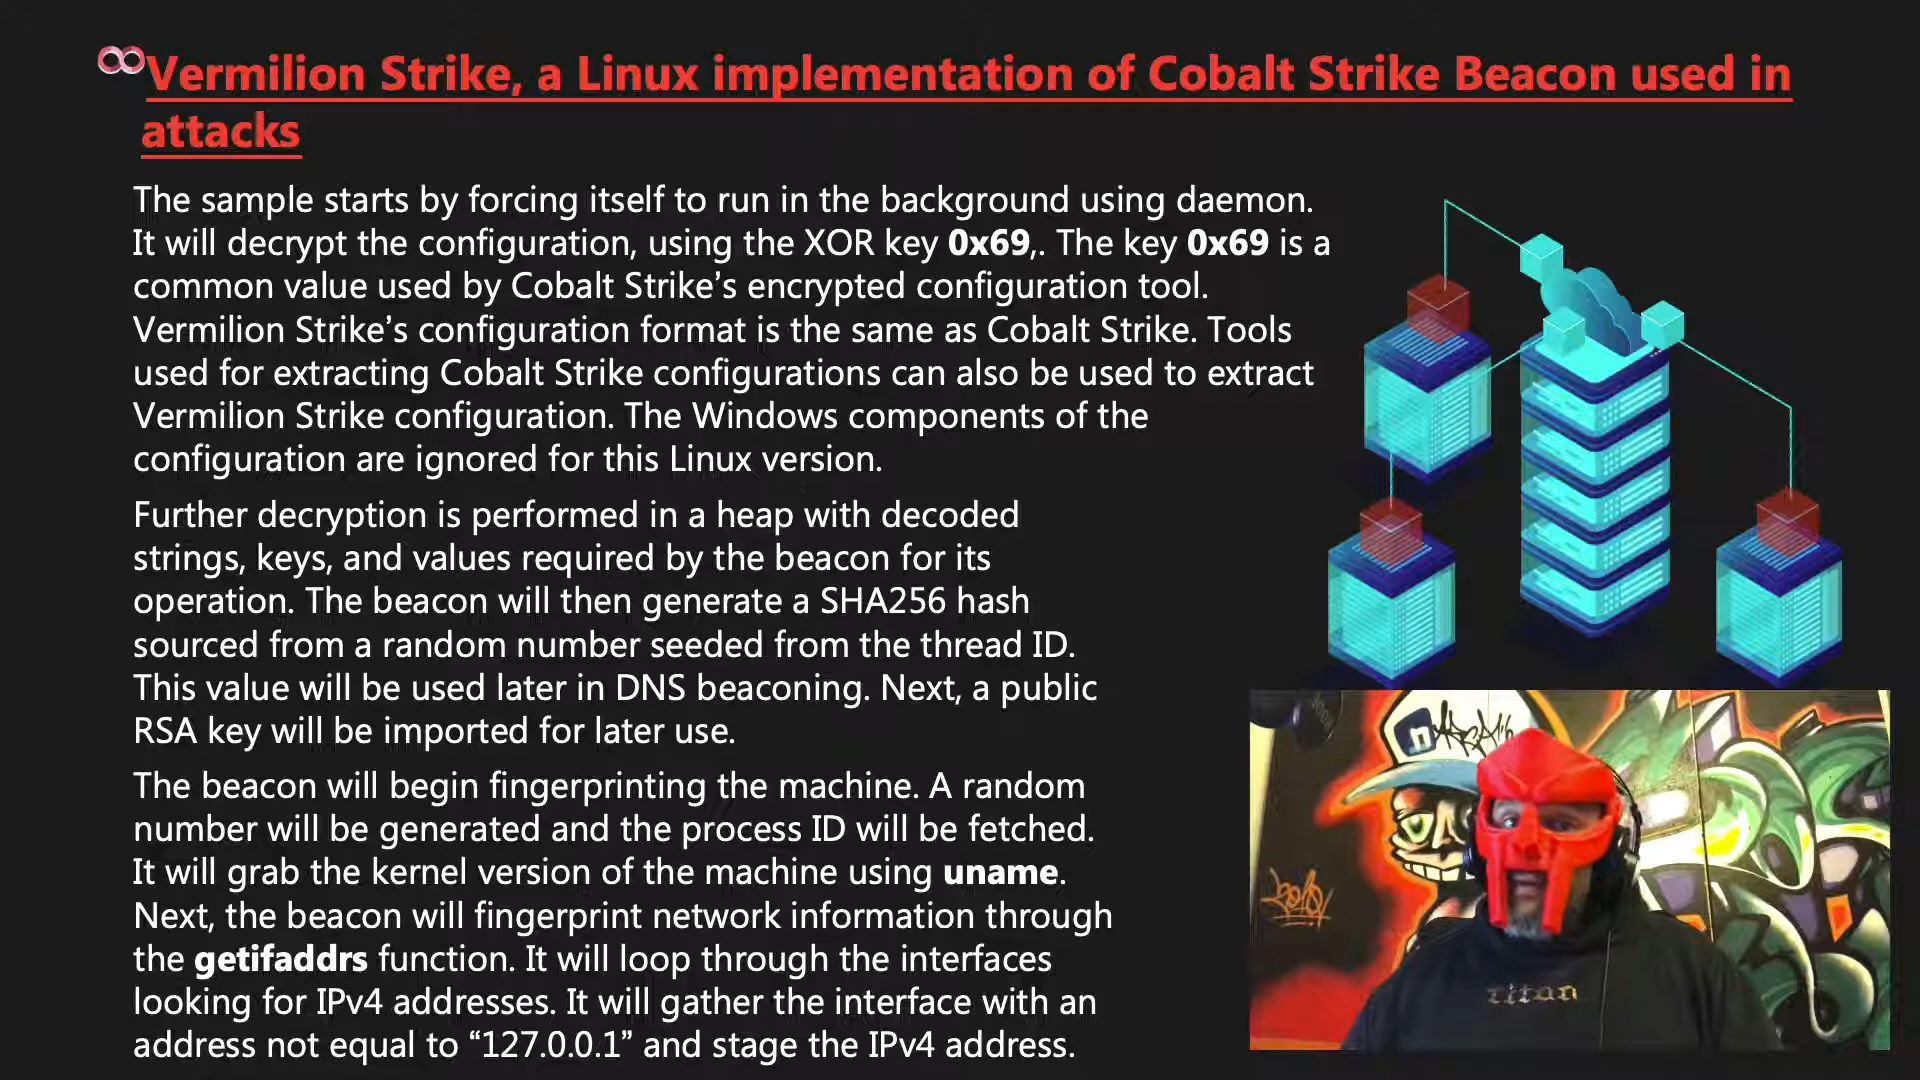 Vermilion Strike, a Linux implementation of Cobalt Strike Beacon used in
attacks
The sample starts by forcing itself to run in the background using daemon.
It will decrypt the configuration, using the XOR key 0x69,. The key 0x69 is a
common value used by Cobalt Strike’s encrypted configuration tool.
Vermilion Strike’s configuration format is the same as Cobalt Strike. Tools
used for extracting Cobalt Strike configurations can also be used to extract
Vermilion Strike configuration. The Windows components of the
configuration are ignored for this Linux version.
Further decryption is performed in a heap with decoded
strings, keys, and values required by the beacon for its
operation. The beacon will then generate a SHA256 hash
sourced from a random number seeded from the thread ID.
This value will be used later in DNS beaconing. Next, a public
RSA key will be imported for later use.
The beacon will begin fingerprinting the machine. A random
number will be generated and the process ID will be fetched.
It will grab the kernel version of the machine using uname.
Next, the beacon will fingerprint network information through
the getifaddrs function. It will loop through the interfaces
looking for IPv4 addresses. It will gather the interface with an
address not equal to “127.0.0.1” and stage the IPv4 address.
titan